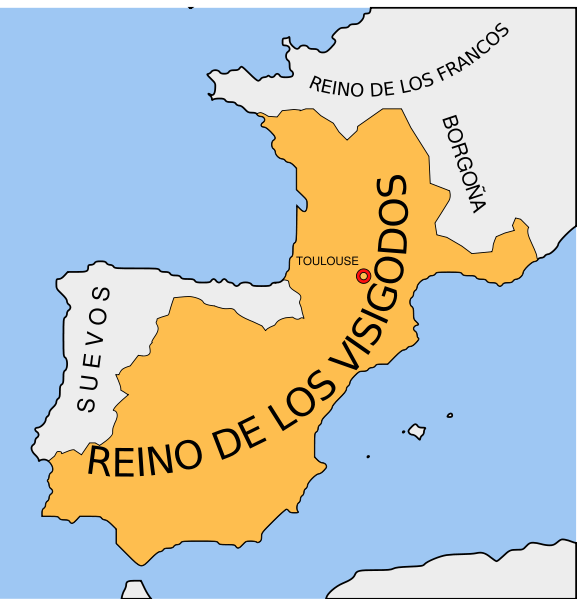 REINO DE LOS FRANCOS
BORGOÑA
TOULOUSE
REINO DE LOS VISIGODOS
SUEVOS